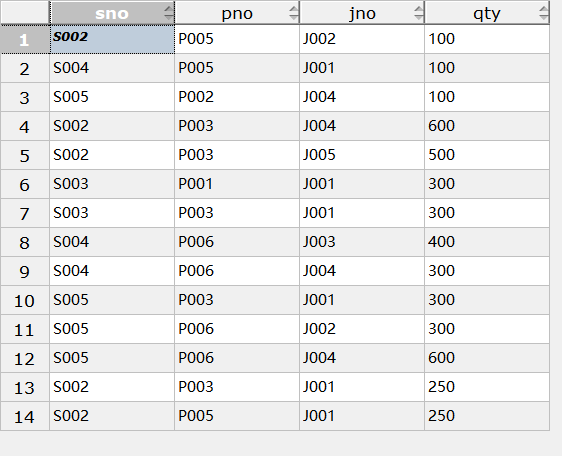 sno pno jno qty
1 S002 P005 J002 100
2 S004 P005 J001 100
3 S005 P002 J004 100
4 S002 P003 J004 600
5 S002 P003 J005 500
6 S003 P001 J001 300
7 S003 P003 J001 300
8 S004 P006 J003 400
9 S004 P006 J004 300
10 S005 P003 J001 300
11 S005 P006 J002 300
12 S005 P006 J004 600
13 S002 P003 J001 250
14 S002 P005 J001 250